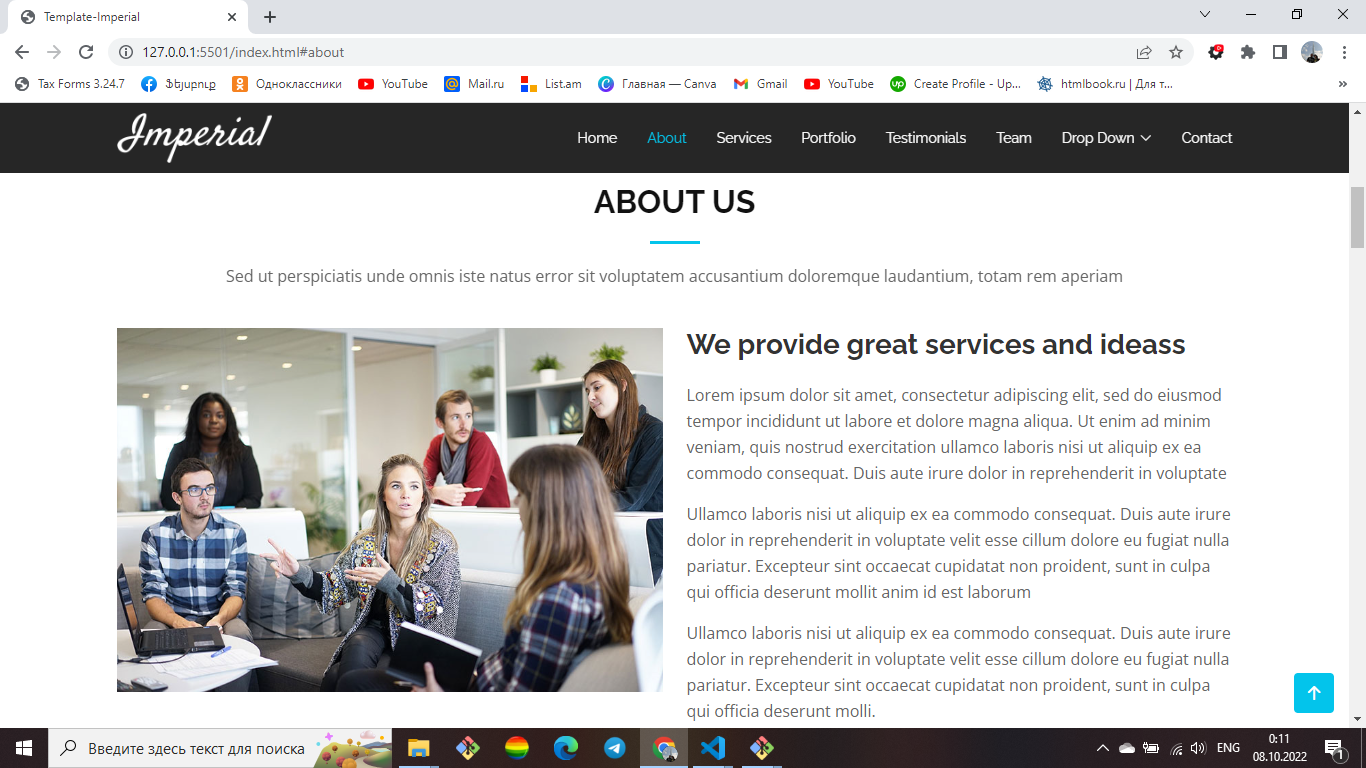 Template-Imperial
127.0.0.1:5501/index.html#about
Tax Forms 3.24.7
Ֆեյսբուք
Одноклассники
YouTube
Mail.ru
List.am
Главная — Canva
Gmail
YouTube
Create Profile - Up...
htmlbook.ru | Для т...
Imperial
Home
About
Services
Portfolio
Testimonials
Team
Drop Down
Contact
ABOUT US
Sed ut perspiciatis unde omnis iste natus error sit voluptatem accusantium doloremque laudantium, totam rem aperiam
We provide great services and ideass
Lorem ipsum dolor sit amet, consectetur adipiscing elit, sed do eiusmod
tempor incididunt ut labore et dolore magna aliqua. Ut enim ad minim
veniam, quis nostrud exercitation ullamco laboris nisi ut aliquip ex ea
commodo consequat. Duis aute irure dolor in reprehenderit in voluptate
Ullamco laboris nisi ut aliquip ex ea commodo consequat. Duis aute irure
dolor in reprehenderit in voluptate velit esse cillum dolore eu fugiat nulla
pariatur. Excepteur sint occaecat cupidatat non proident, sunt in culpa
qui officia deserunt mollit anim id est laborum
Ullamco laboris nisi ut aliquip ex ea commodo consequat. Duis aute irure
dolor in reprehenderit in voluptate velit esse cillum dolore eu fugiat nulla
pariatur. Excepteur sint occaecat cupidatat non proident, sunt in culpa
qui officia deserunt molli.
Введите здесь текст для поиска
ENG
0:11
08.10.2022
1